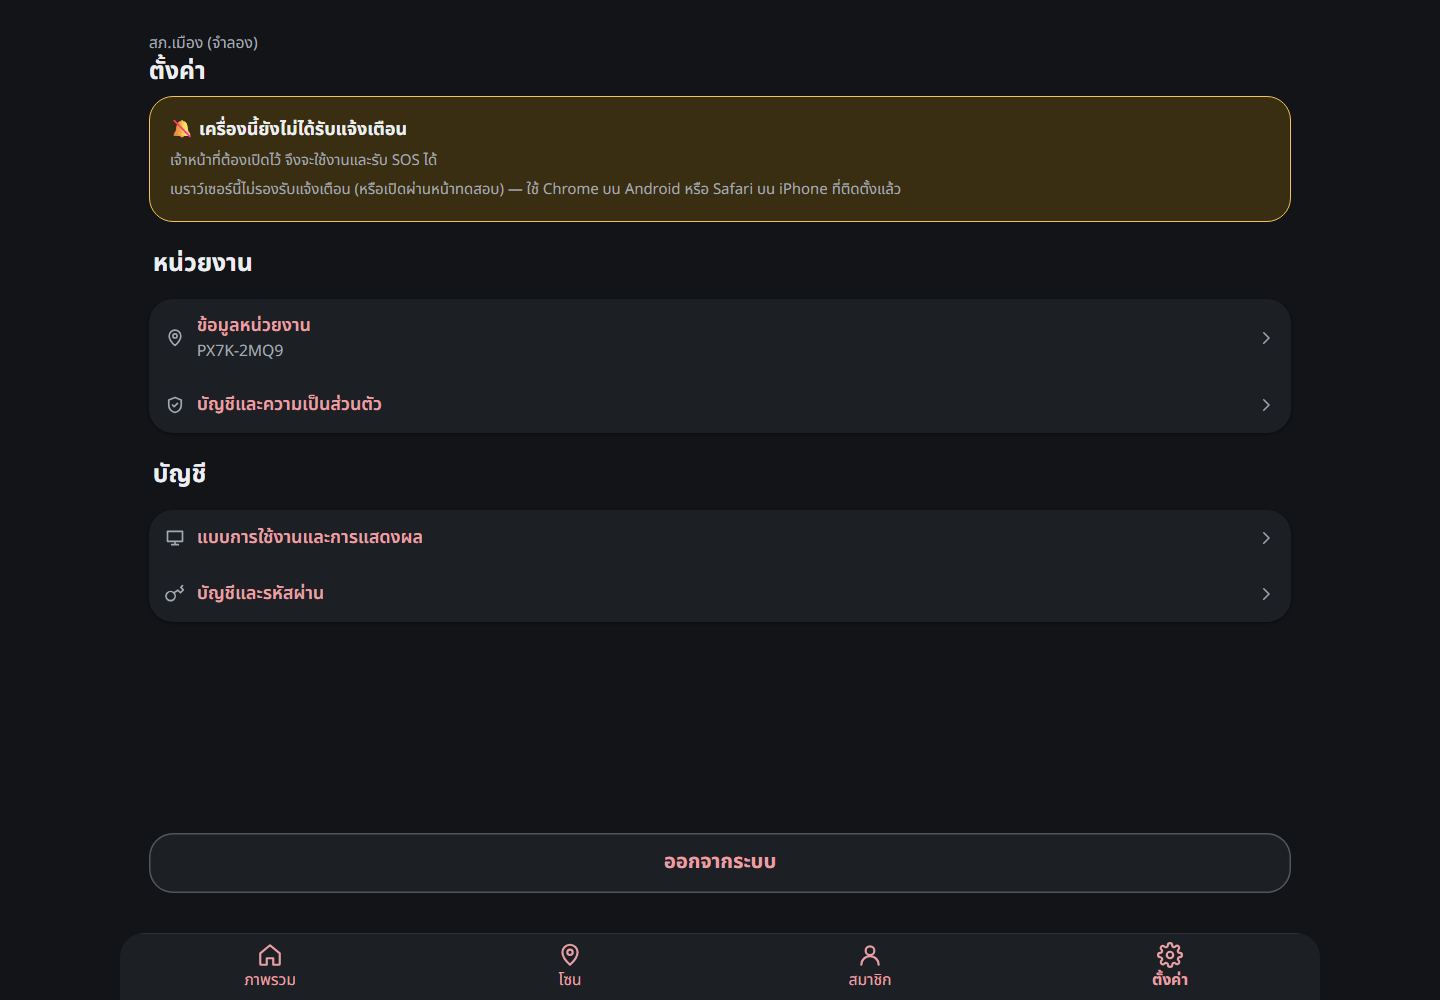 สภ.เมือง (จำลอง)
ตั้งค่า
เครื่องนี้ยังไม่ได้รับแจ้งเตือน
เจ้าหน้าที่ต้องเปิดไว้ จึงจะใช้งานและรับ SOS ได้
เบราว์เซอร์นี้ไม่รองรับแจ้งเตือน (หรือเปิดผ่านหน้าทดสอบ) — ใช้ Chrome บน Android หรือ Safari บน iPhone ที่ติดตั้งแล้ว
หน่วยงาน
ข้อมูลหน่วยงาน
PX7K-2MQ9
บัญชีและความเป็นส่วนตัว
บัญชี
แบบการใช้งานและการแสดงผล
บัญชีและรหัสผ่าน
ออกจากระบบ
ภาพรวม
โซน
สมาชิก
ตั้งค่า